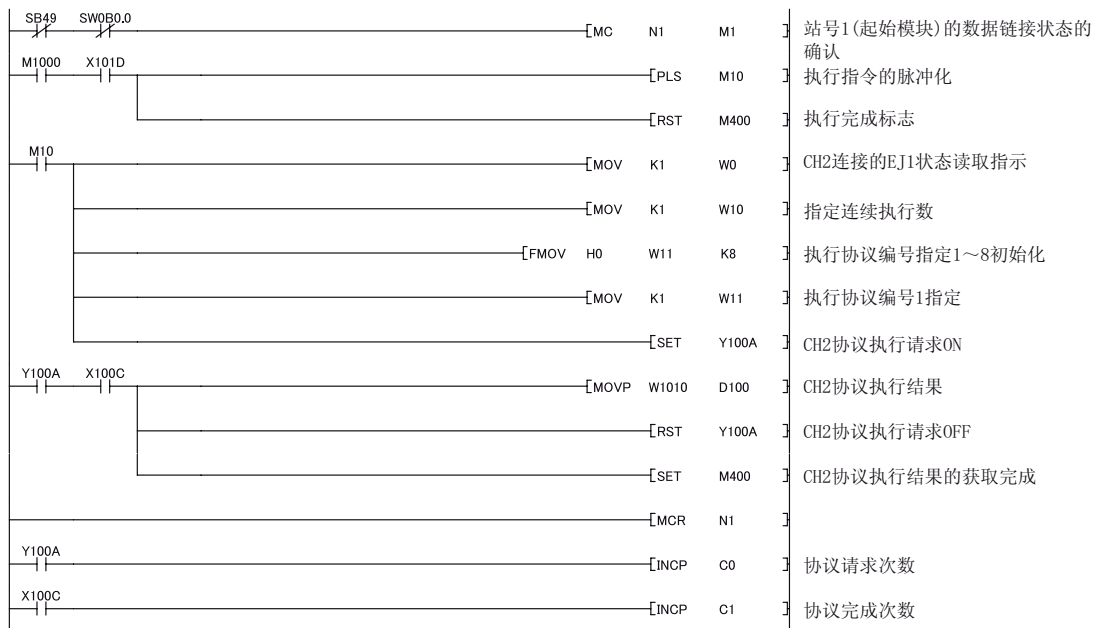 SB49 SW0B0.0
MC N1 M1 站号1(起始模块)的数据链接状态的
确认
M1000 X101D
PLS M10 执行指令的脉冲化
RST M400 执行完成标志
M10
MOV K1 W0 CH2连接的EJ1状态读取指示
MOV K1 W10 指定连续执行数
FMOV H0 W11 K8 执行协议编号指定1～8初始化
MOV K1 W11 执行协议编号1指定
SET Y100A CH2协议执行请求ON
Y100A X100C
MOVP W1010 D100 CH2协议执行结果
RST Y100A CH2协议执行请求OFF
SET M400 CH2协议执行结果的获取完成
MCR N1
Y100A
INCP C0 协议请求次数
X100C
INCP C1 协议完成次数